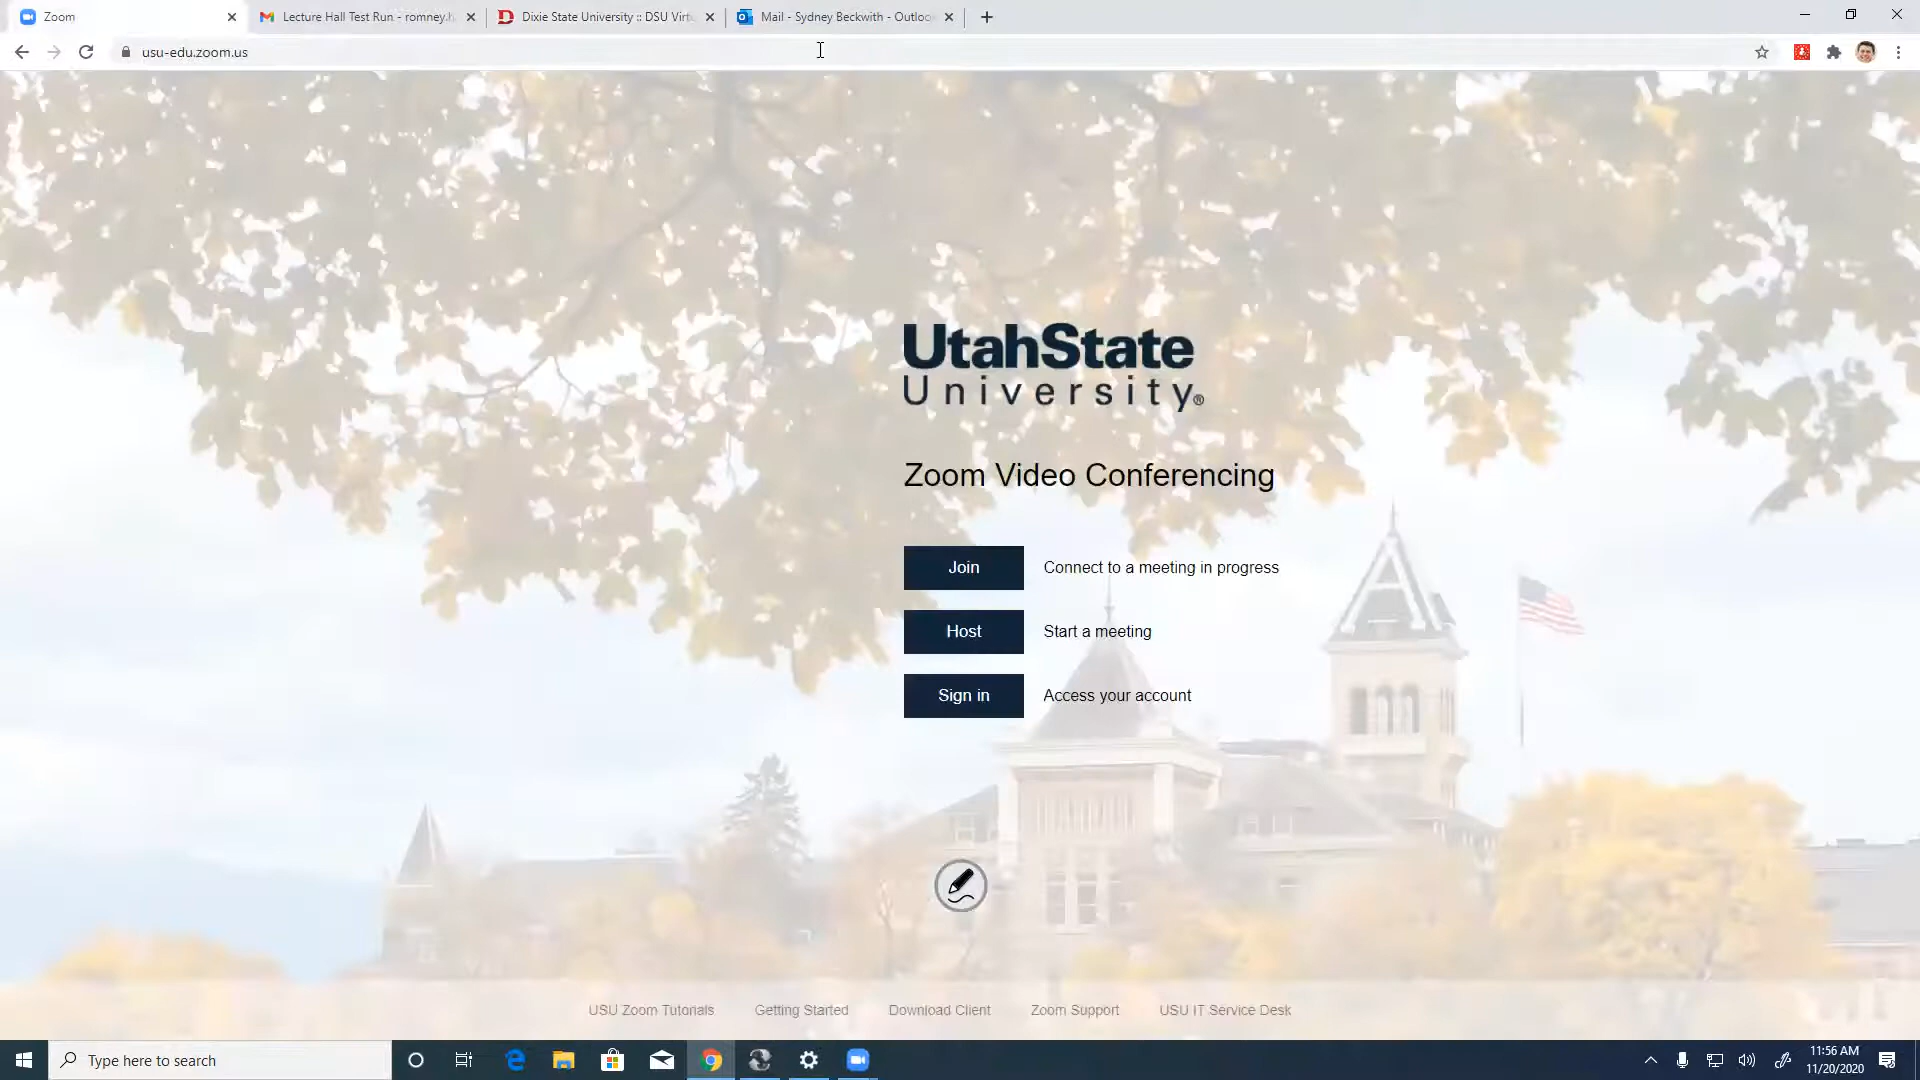 Zoom
Lecture Hall Test Run - romney.h
Dixie State University :: DSU Virtu
Mail - Sydney Beckwith - Outloo
usu-edu.zoom.us
UtahState
University®
Zoom Video Conferencing
Join Connect to a meeting in progress
Host Start a meeting
Sign in Access your account
USU Zoom Tutorials Getting Started Download Client Zoom Support USU IT Service Desk
Type here to search
11:56 AM
11/20/2020